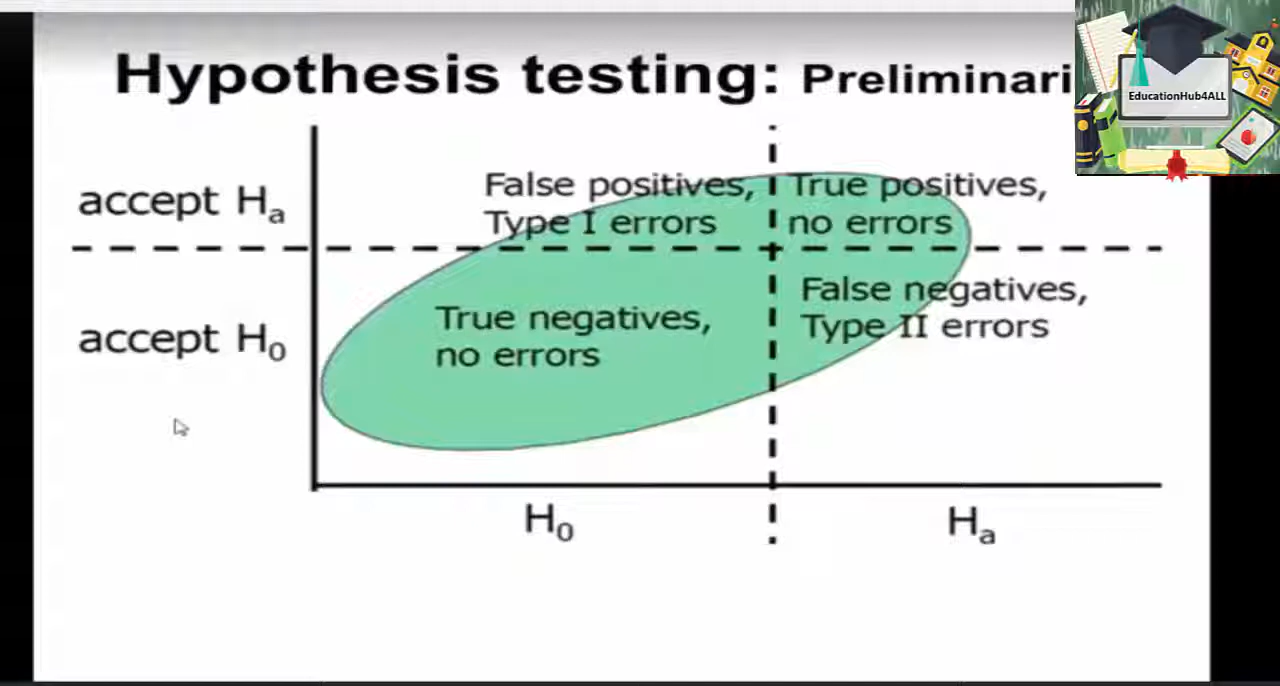 Hypothesis testing: Preliminari
EducationHub4ALL
accept Hₐ
False positives,
Type I errors
True positives,
no errors
accept H₀
True negatives,
no errors
False negatives,
Type II errors
H₀
Hₐ